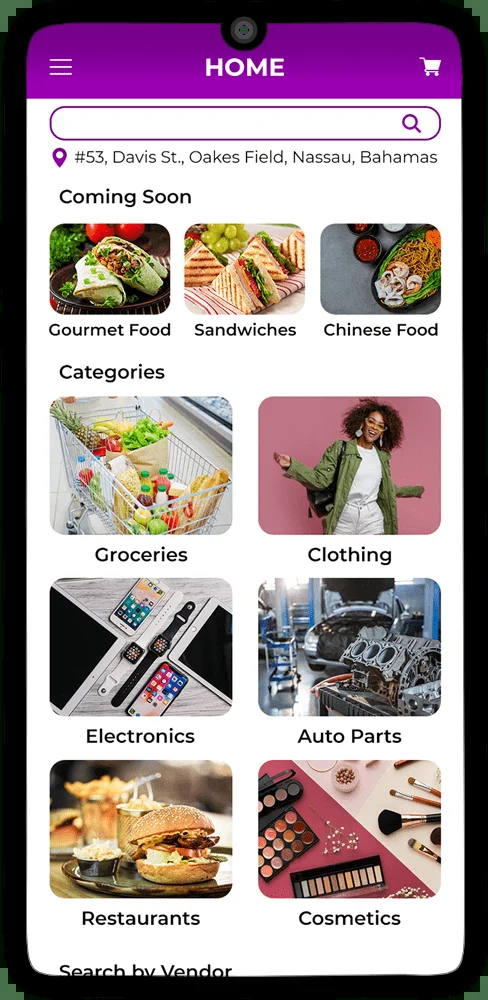 HOME
#53, Davis St., Oakes Field, Nassau, Bahamas
Coming Soon
Gourmet Food Sandwiches Chinese Food
Categories
Groceries Clothing
Electronics Auto Parts
Restaurants Cosmetics
Search by Vendor